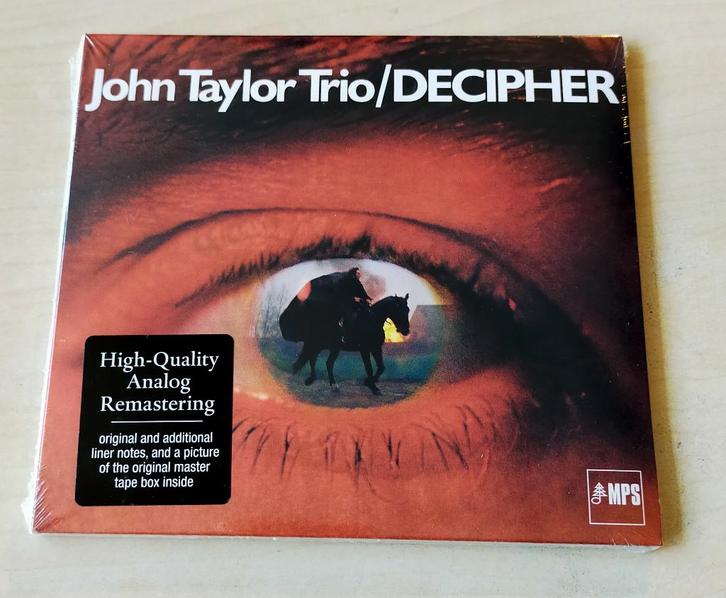 John Taylor Trio/DECIPHER
High-Quality
Analog
Remastering
original and additional
liner notes, and a picture
of the original master
tape box inside
MPS